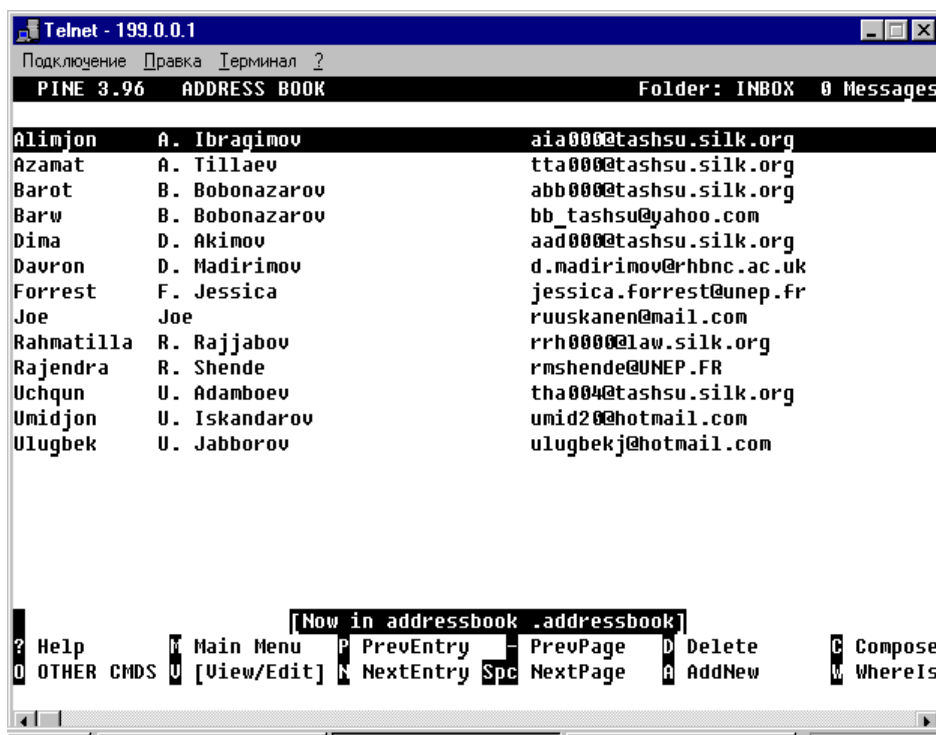 Telnet - 199.0.0.1
Подключение Правка Терминал ?
PINE 3.96 ADDRESS BOOK Folder: INBOX 0 Messages
Alimjon A. Ibragimov aia000@tashsu.silk.org
Azamat A. Tillaev tta000@tashsu.silk.org
Barot B. Bobonazarov abb000@tashsu.silk.org
Barw B. Bobonazarov bb_tashsu@yahoo.com
Dima D. Akimov aad000@tashsu.silk.org
Davron D. Madirimov d.madirimov@rhbnc.ac.uk
Forrest F. Jessica jessica.forrest@unep.fr
Joe Joe ruuskanen@mail.com
Rahmatilla R. Rajjabov rrh0000@law.silk.org
Rajendra R. Shende rmshende@UNEP.FR
Uchqun U. Adamboev tha004@tashsu.silk.org
Umidjon U. Iskandarov umid20@hotmail.com
Ulugbek U. Jabborov ulugbekj@hotmail.com
[Now in addressbook .addressbook]
? Help M Main Menu P PrevEntry - PrevPage D Delete C Compose
O OTHER CMDS V [View/Edit] N NextEntry Spc NextPage A AddNew W WhereIs